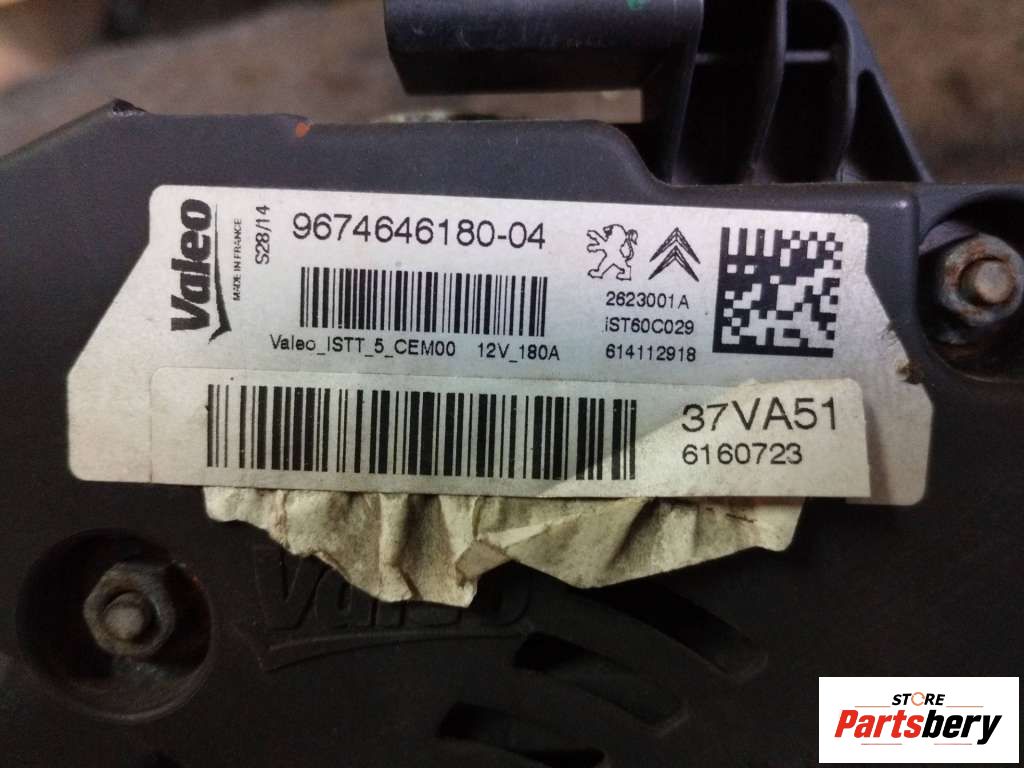 Valeo
MADE IN FRANCE
S28/14
9674646180-04
2623001A
iST60C029
614112918
Valeo_ISTT_5_CEM00 12V_180A
37VA51
6160723
Valeo
STORE
Partsbery